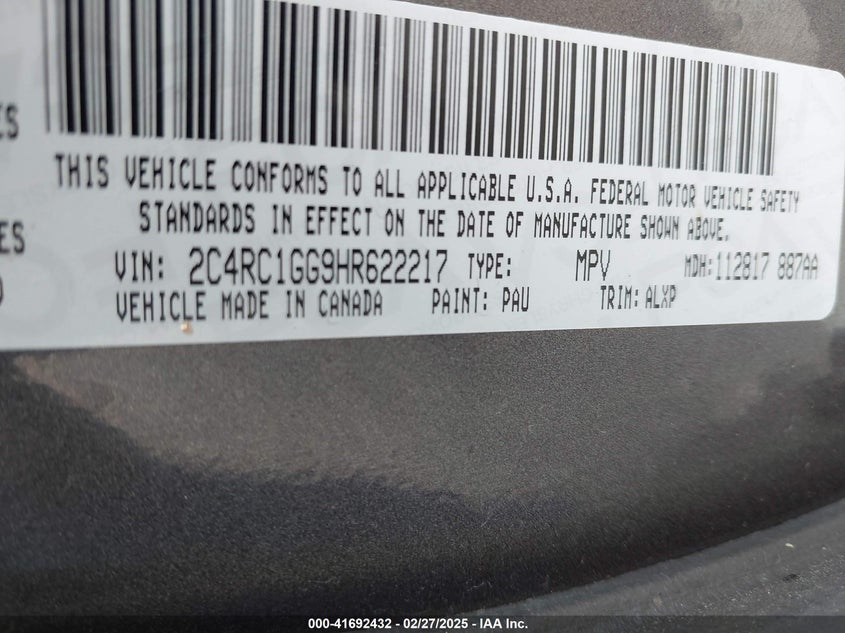 ES
THIS VEHICLE CONFORMS TO ALL APPLICABLE U.S.A. FEDERAL MOTOR VEHICLE SAFETY
STANDARDS IN EFFECT ON THE DATE OF MANUFACTURE SHOWN ABOVE.
ES
VIN: 2C4RC1GG9HR622217 TYPE: MPV MDH:112817 887AA
VEHICLE MADE IN CANADA PAINT: PAU TRIM: ALXP
000-41692432 - 02/27/2025 - IAA Inc.